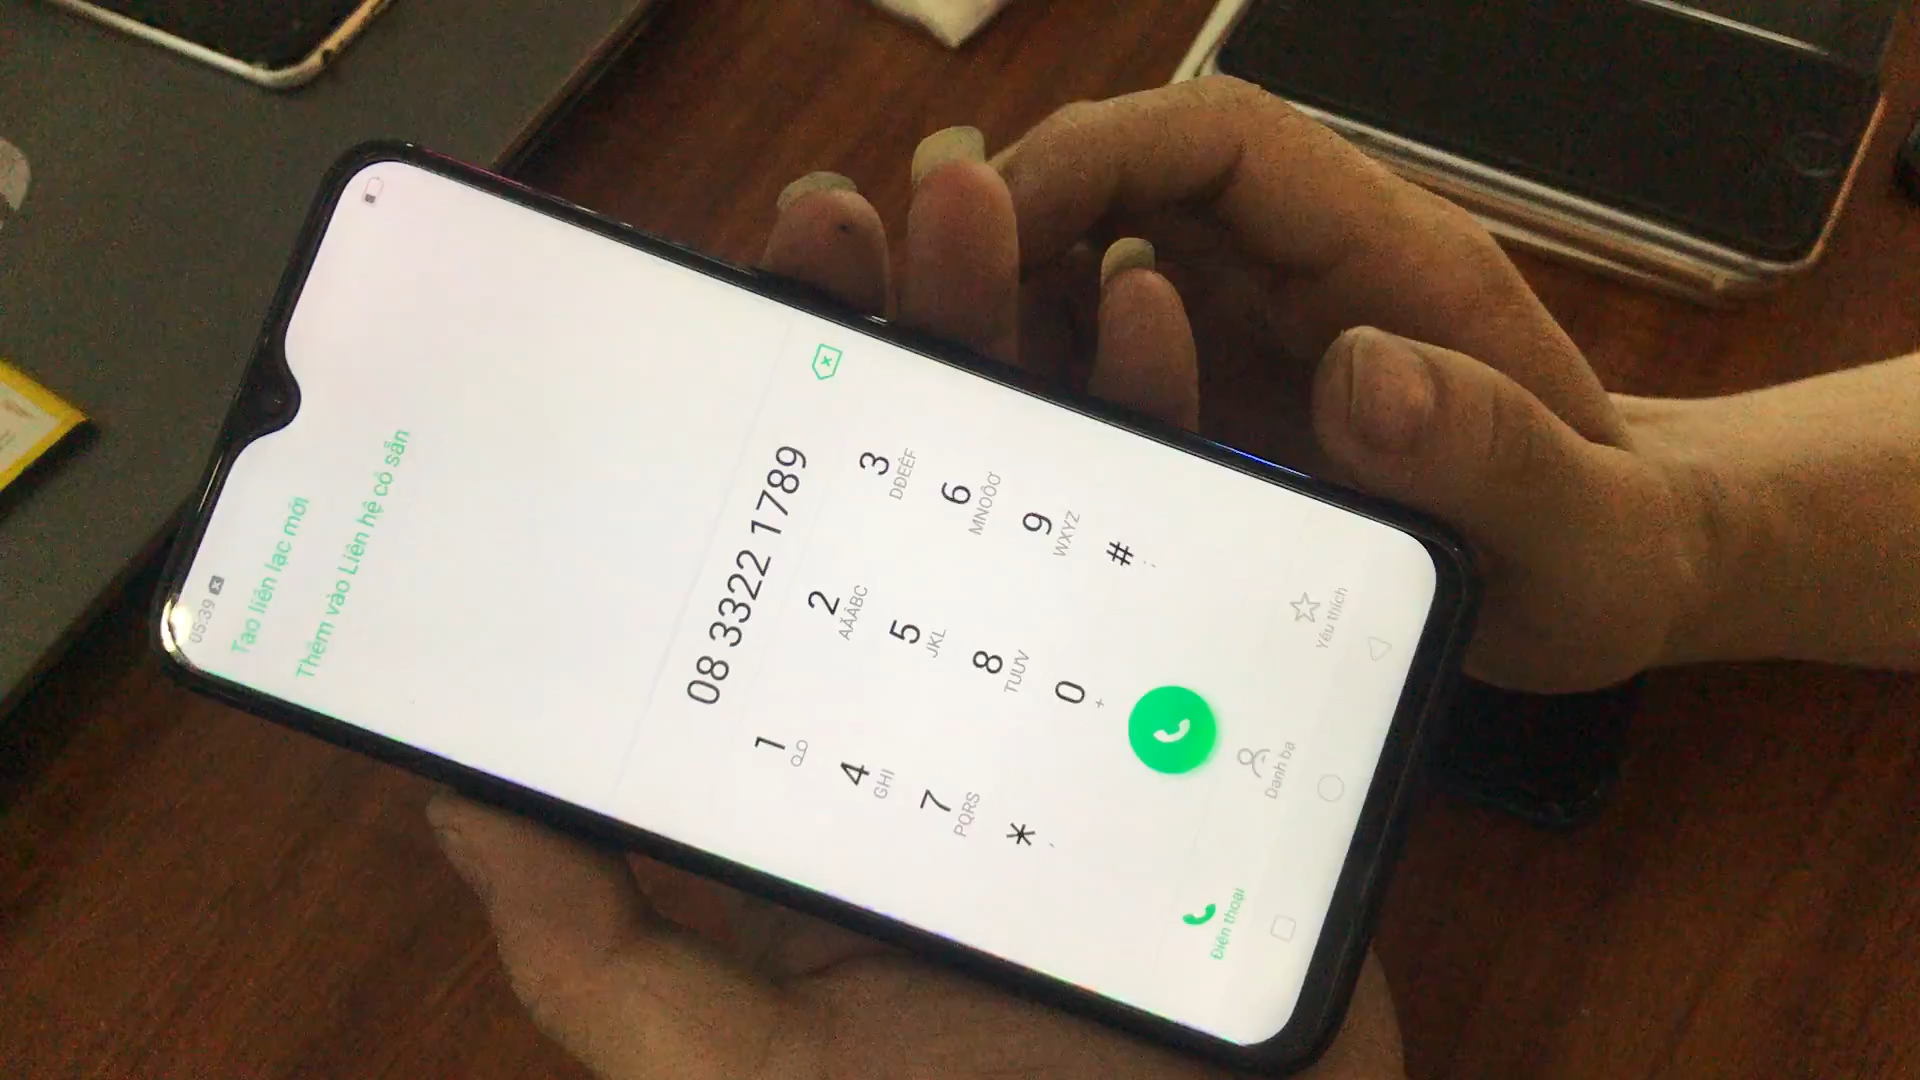 05:39
Tạo liên lạc mới
Thêm vào Liên hệ có sẵn
08 3322 1789
1
2 AĂÂBC
3 DĐEÊF
4 GHI
5 JKL
6 MNOÔƠ
7 PQRS
8 TUƯV
9 WXYZ
* ,
0 +
# ;
Điện thoại
Danh bạ
Yêu thích